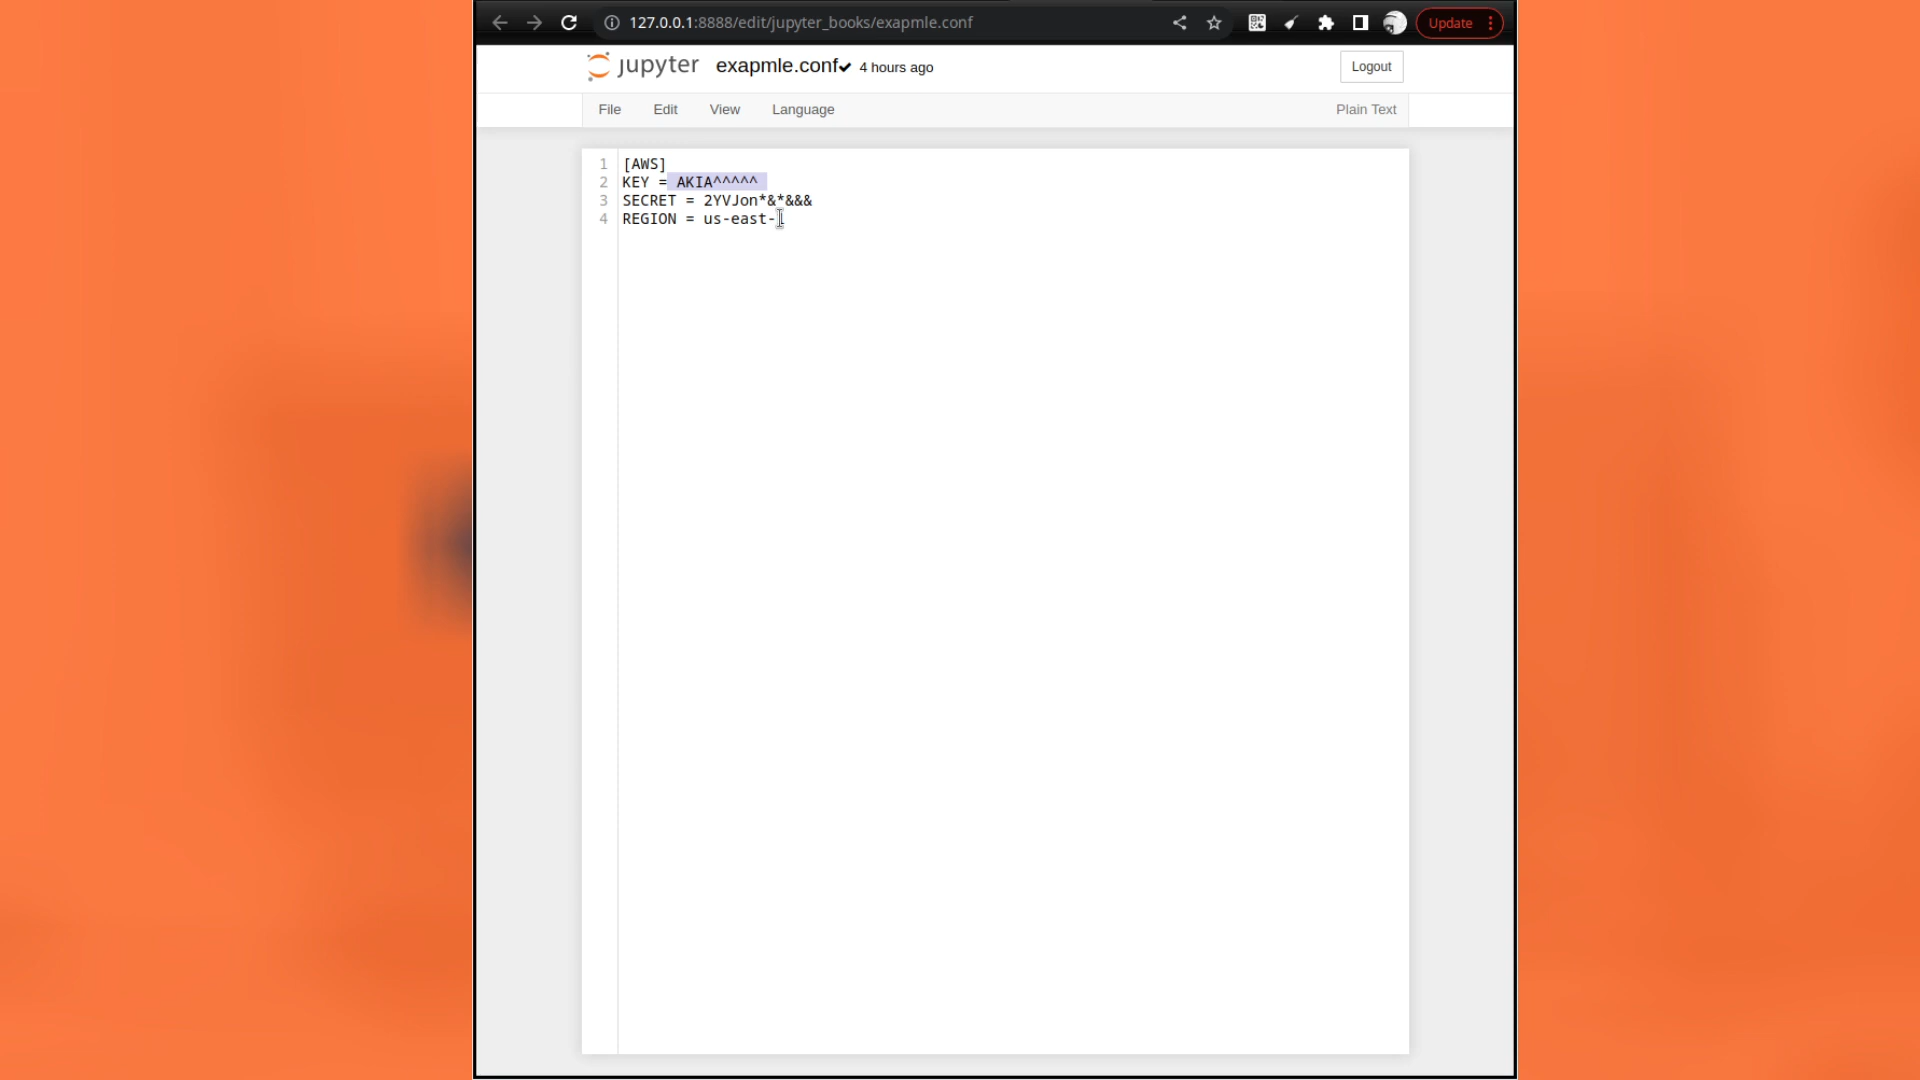 127.0.0.1:8888/edit/jupyter_books/exapmle.conf
Update
jupyter exapmle.conf 4 hours ago
Logout
File Edit View Language
Plain Text
1 [AWS]
2 KEY = AKIA^^^^^
3 SECRET = 2YVJon*&*&&&
4 REGION = us-east-1